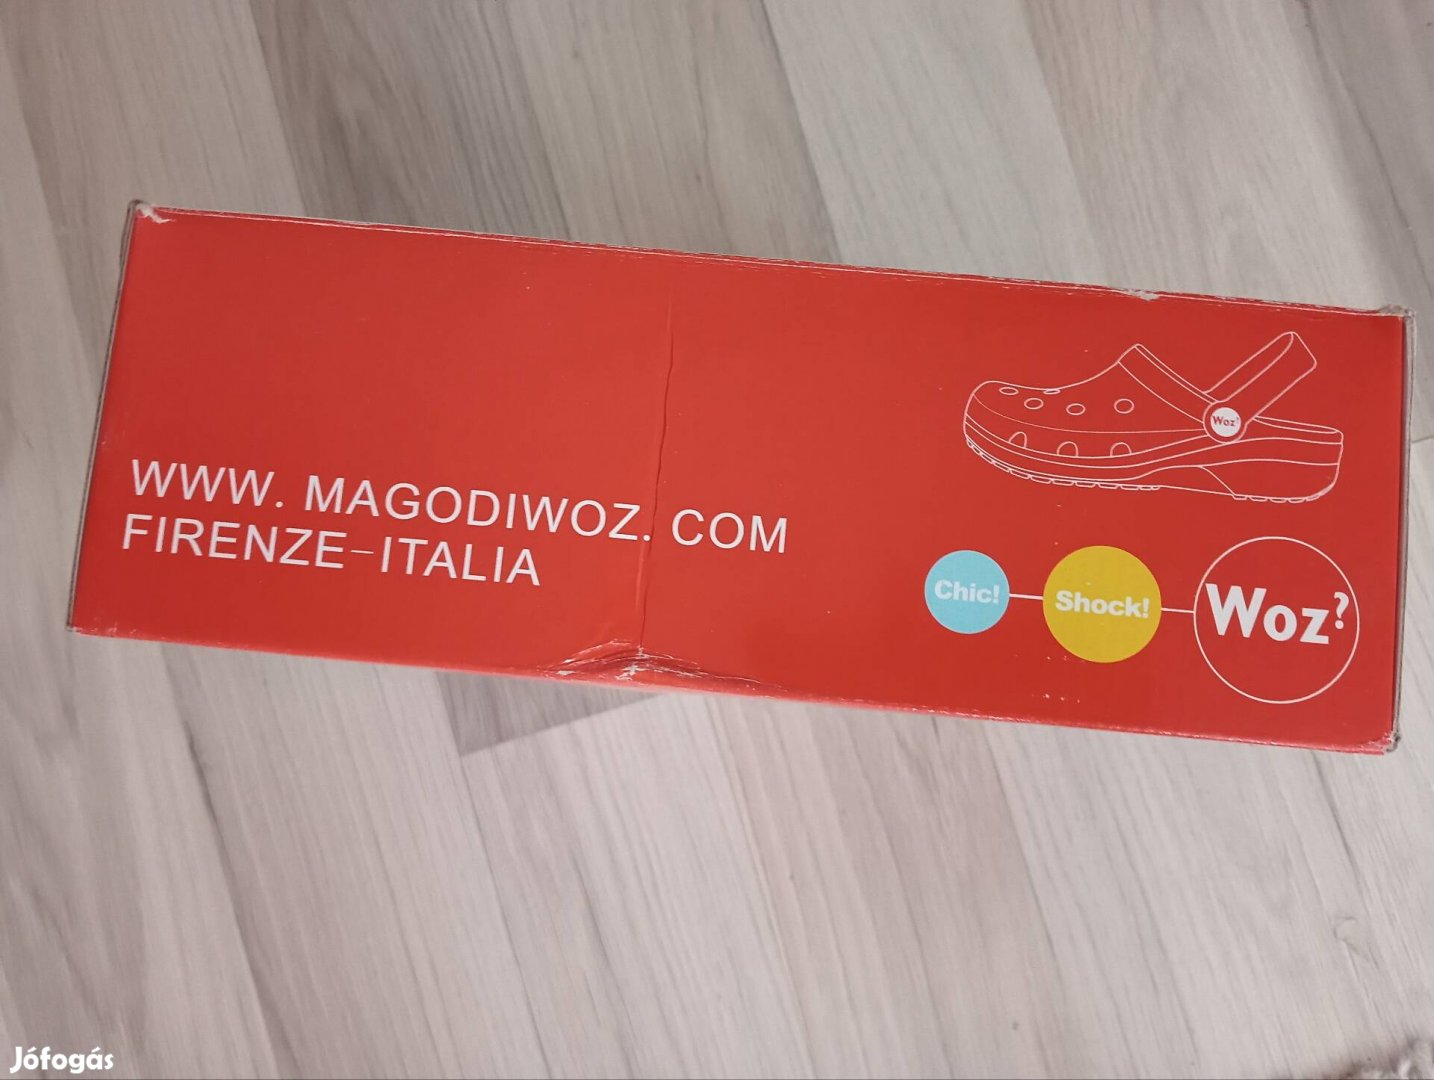 WWW. MAGODIWOZ. COM
FIRENZE-ITALIA
Woz?
Chic! Shock! Woz?
Jófogás